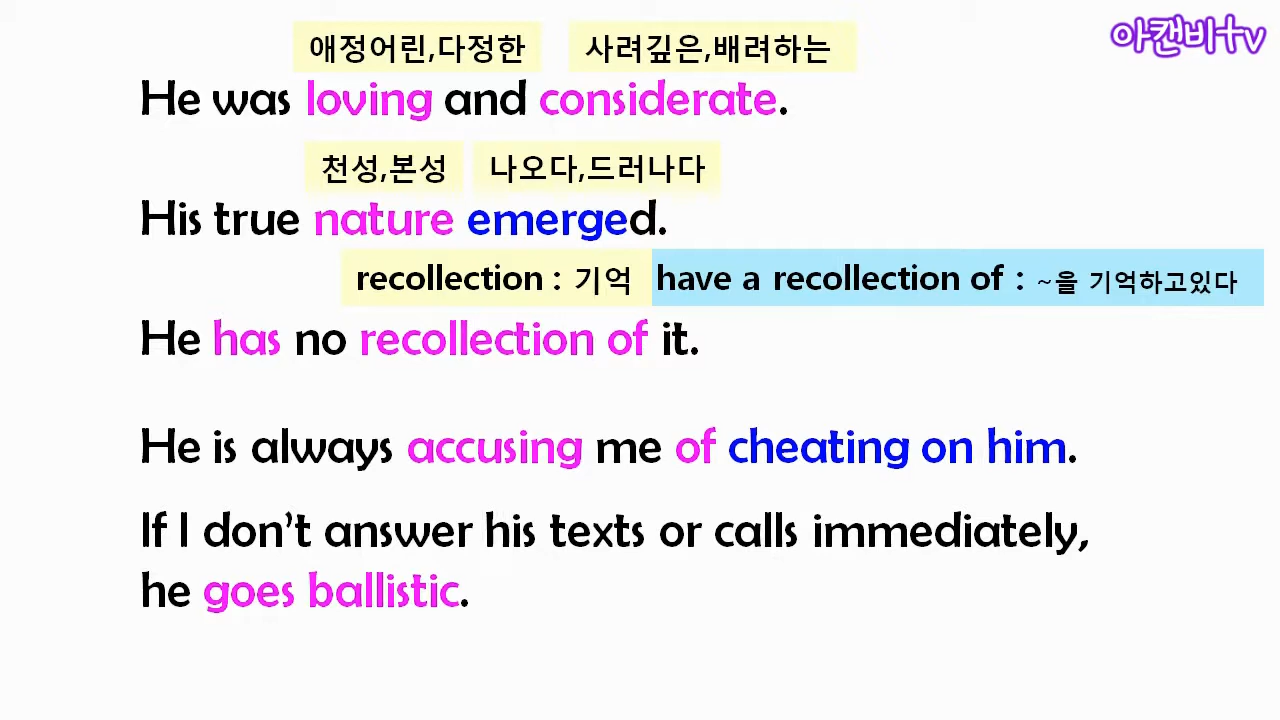 아캔비tv
애정어린,다정한 사려깊은,배려하는
He was loving and considerate.
천성,본성 나오다,드러나다
His true nature emerged.
recollection : 기억 have a recollection of : ~을 기억하고있다
He has no recollection of it.
He is always accusing me of cheating on him.
If I don’t answer his texts or calls immediately,
he goes ballistic.